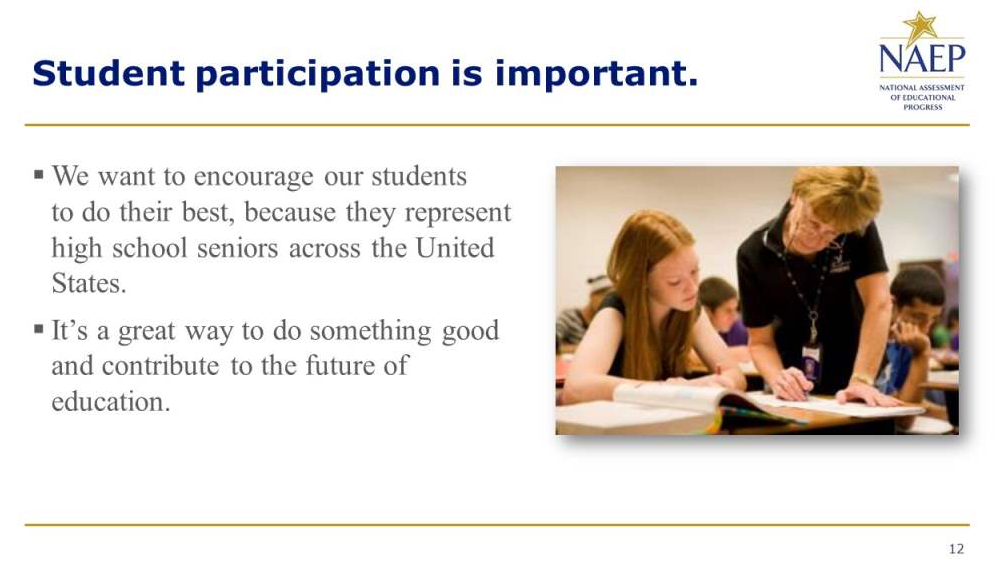 Student participation is important.
NAEP
NATIONAL ASSESSMENT
OF EDUCATIONAL
PROGRESS
▪ We want to encourage our students
to do their best, because they represent
high school seniors across the United
States.
▪ It’s a great way to do something good
and contribute to the future of
education.
12